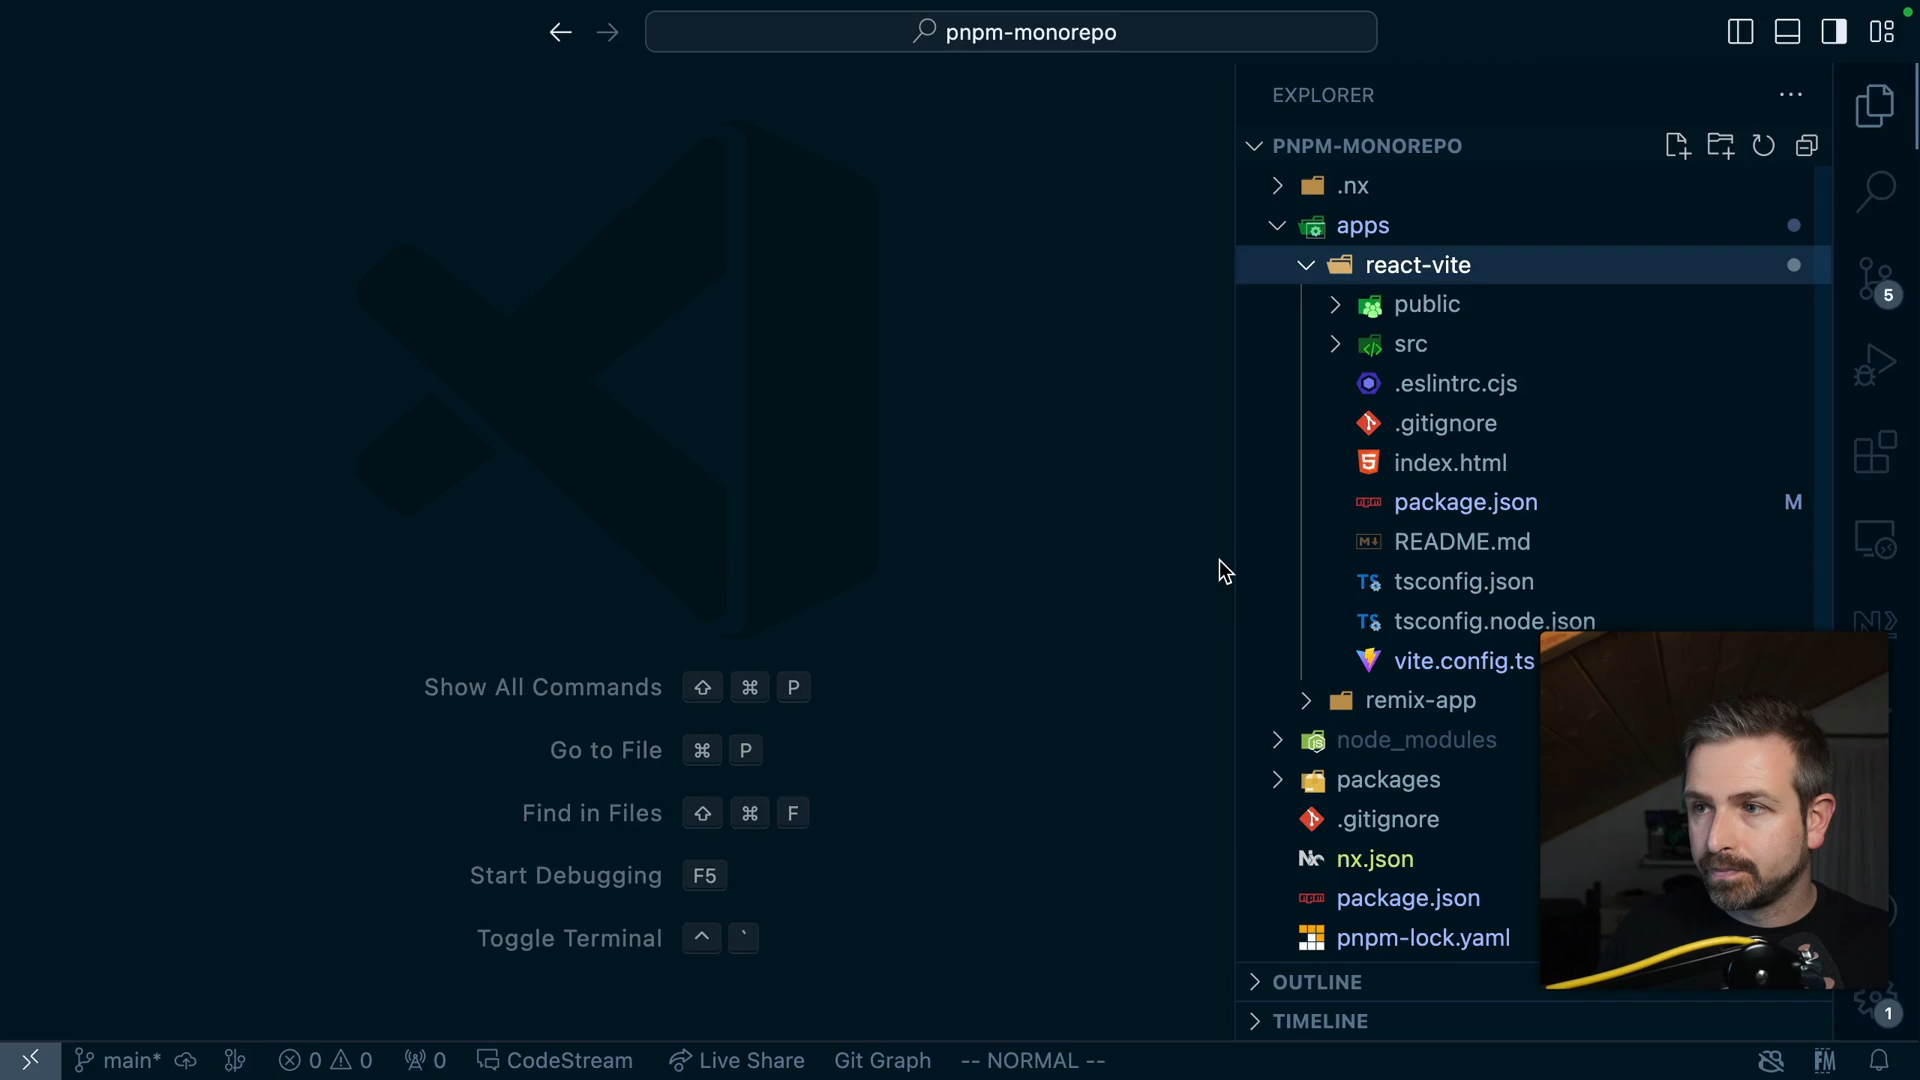 pnpm-monorepo
EXPLORER
PNPM-MONOREPO
.nx
apps
react-vite
public
src
.eslintrc.cjs
.gitignore
index.html
package.json M
README.md
tsconfig.json
tsconfig.node.json
vite.config.ts
remix-app
node_modules
packages
.gitignore
nx.json
package.json
pnpm-lock.yaml
OUTLINE
TIMELINE
5
1
Show All Commands ⇧ ⌘ P
Go to File ⌘ P
Find in Files ⇧ ⌘ F
Start Debugging F5
Toggle Terminal ^ `
main* 0 0 0 CodeStream Live Share Git Graph -- NORMAL -- FM